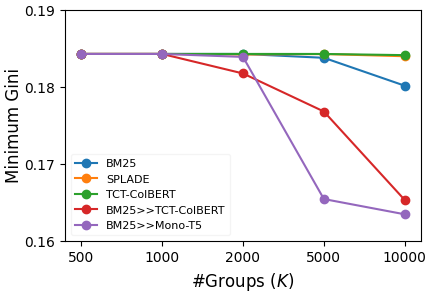 0.19
0.18
0.17
0.16
Minimum Gini
BM25
SPLADE
TCT-ColBERT
BM25>>TCT-ColBERT
BM25>>Mono-T5
500 1000 2000 5000 10000
#Groups (K)